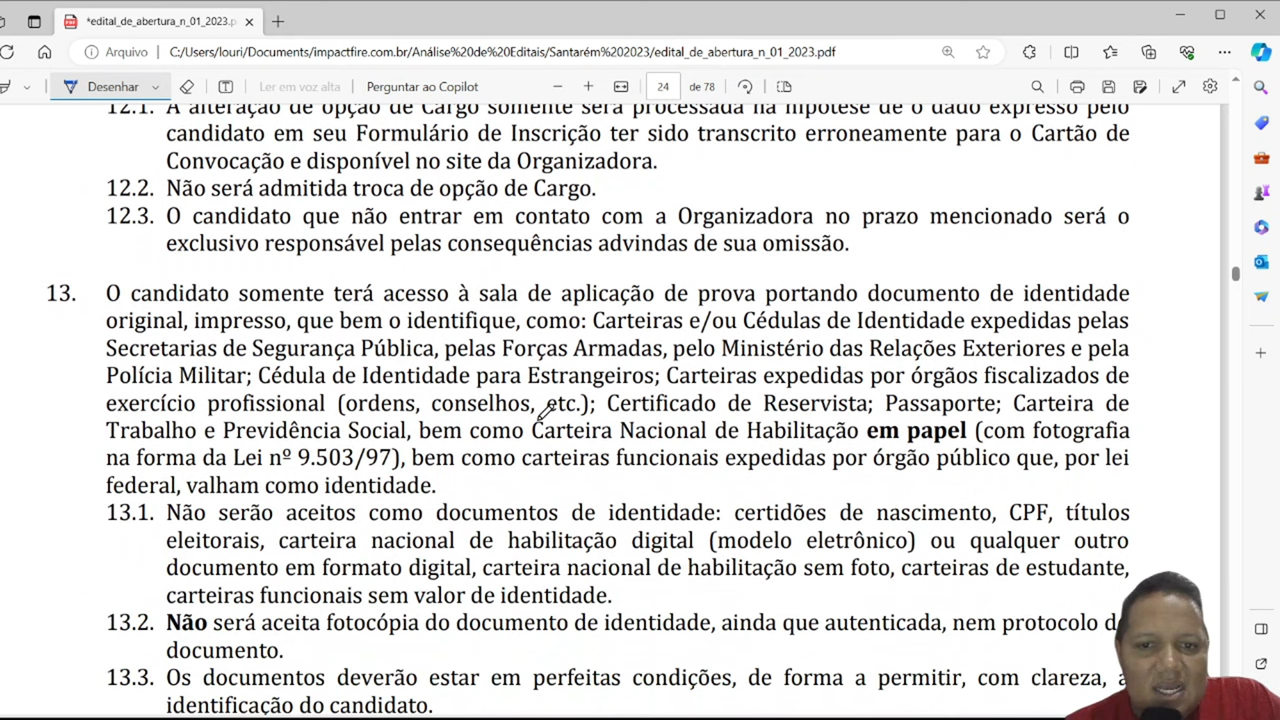 *edital_de_abertura_n_01_2023.p
Arquivo C:/Users/louri/Documents/impactfire.com.br/Análise%20de%20Editais/Santarém%202023/edital_de_abertura_n_01_2023.pdf
Desenhar Ler em voz alta Perguntar ao Copilot 24 de 78
12.1. A alteração de opção de Cargo somente será processada na hipótese de o dado expresso pelo
candidato em seu Formulário de Inscrição ter sido transcrito erroneamente para o Cartão de
Convocação e disponível no site da Organizadora.
12.2. Não será admitida troca de opção de Cargo.
12.3. O candidato que não entrar em contato com a Organizadora no prazo mencionado será o
exclusivo responsável pelas consequências advindas de sua omissão.
13. O candidato somente terá acesso à sala de aplicação de prova portando documento de identidade
original, impresso, que bem o identifique, como: Carteiras e/ou Cédulas de Identidade expedidas pelas
Secretarias de Segurança Pública, pelas Forças Armadas, pelo Ministério das Relações Exteriores e pela
Polícia Militar; Cédula de Identidade para Estrangeiros; Carteiras expedidas por órgãos fiscalizados de
exercício profissional (ordens, conselhos, etc.); Certificado de Reservista; Passaporte; Carteira de
Trabalho e Previdência Social, bem como Carteira Nacional de Habilitação em papel (com fotografia
na forma da Lei nº 9.503/97), bem como carteiras funcionais expedidas por órgão público que, por lei
federal, valham como identidade.
13.1. Não serão aceitos como documentos de identidade: certidões de nascimento, CPF, títulos
eleitorais, carteira nacional de habilitação digital (modelo eletrônico) ou qualquer outro
documento em formato digital, carteira nacional de habilitação sem foto, carteiras de estudante,
carteiras funcionais sem valor de identidade.
13.2. Não será aceita fotocópia do documento de identidade, ainda que autenticada, nem protocolo d
documento.
13.3. Os documentos deverão estar em perfeitas condições, de forma a permitir, com clareza, a
identificação do candidato.